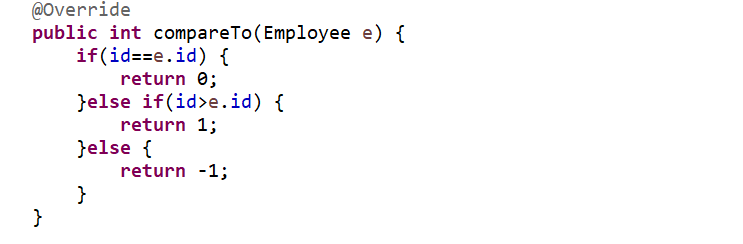 @Override
public int compareTo(Employee e) {
    if(id==e.id) {
        return 0;
    }else if(id>e.id) {
        return 1;
    }else {
        return -1;
    }
}